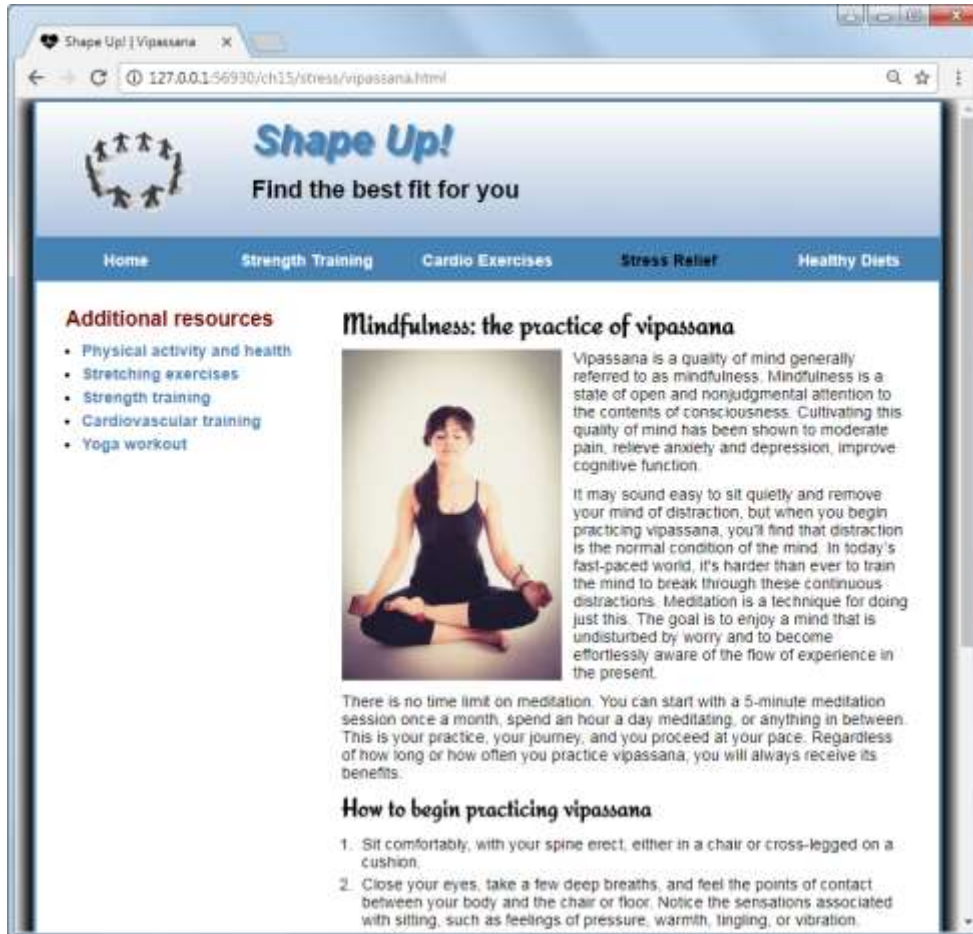 Shape Up! | Vipassana
127.0.0.1:56930/ch15/stress/vipassana.html
Shape Up!
Find the best fit for you
Home Strength Training Cardio Exercises Stress Relief Healthy Diets
Additional resources
Physical activity and health
Stretching exercises
Strength training
Cardiovascular training
Yoga workout
Mindfulness: the practice of vipassana
Vipassana is a quality of mind generally
referred to as mindfulness. Mindfulness is a
state of open and nonjudgmental attention to
the contents of consciousness. Cultivating this
quality of mind has been shown to moderate
pain, relieve anxiety and depression, improve
cognitive function.
It may sound easy to sit quietly and remove
your mind of distraction, but when you begin
practicing vipassana, you'll find that distraction
is the normal condition of the mind. In today's
fast-paced world, it's harder than ever to train
the mind to break through these continuous
distractions. Meditation is a technique for doing
just this. The goal is to enjoy a mind that is
undisturbed by worry and to become
effortlessly aware of the flow of experience in
the present.
There is no time limit on meditation. You can start with a 5-minute meditation
session once a month, spend an hour a day meditating, or anything in between.
This is your practice, your journey, and you proceed at your pace. Regardless
of how long or how often you practice vipassana, you will always receive its
benefits.
How to begin practicing vipassana
1. Sit comfortably, with your spine erect, either in a chair or cross-legged on a
cushion.
2. Close your eyes, take a few deep breaths, and feel the points of contact
between your body and the chair or floor. Notice the sensations associated
with sitting, such as feelings of pressure, warmth, tingling, or vibration.